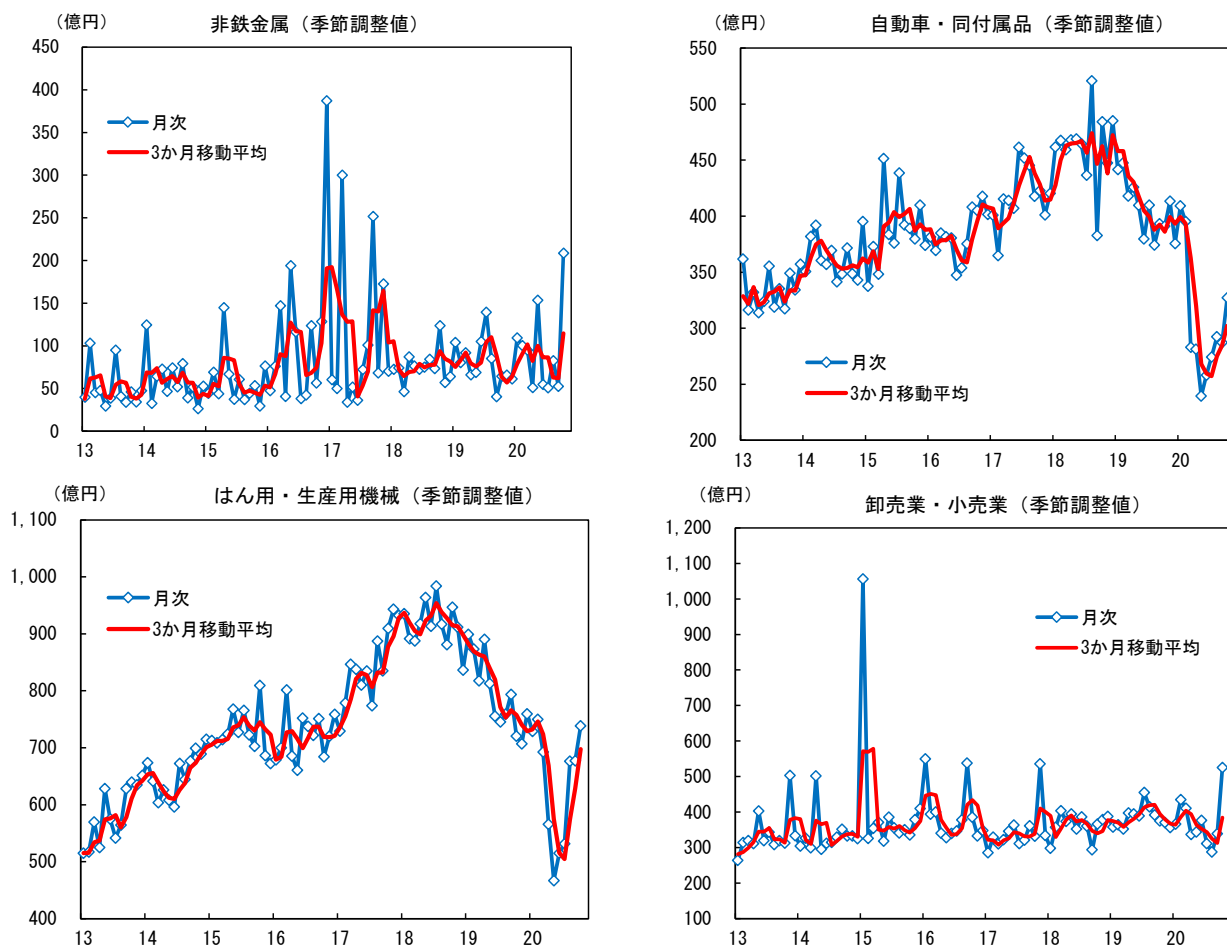 （億円）
非鉄金属（季節調整値）
450
400
350
300
250
200
150
100
50
0
月次
3か月移動平均
13 14 15 16 17 18 19 20
（億円）
自動車・同付属品（季節調整値）
550
500
450
400
350
300
250
200
月次
3か月移動平均
13 14 15 16 17 18 19 20
（億円）
はん用・生産用機械（季節調整値）
1,100
1,000
900
800
700
600
500
400
月次
3か月移動平均
13 14 15 16 17 18 19 20
（億円）
卸売業・小売業（季節調整値）
1,200
1,100
1,000
900
800
700
600
500
400
300
200
100
月次
3か月移動平均
13 14 15 16 17 18 19 20